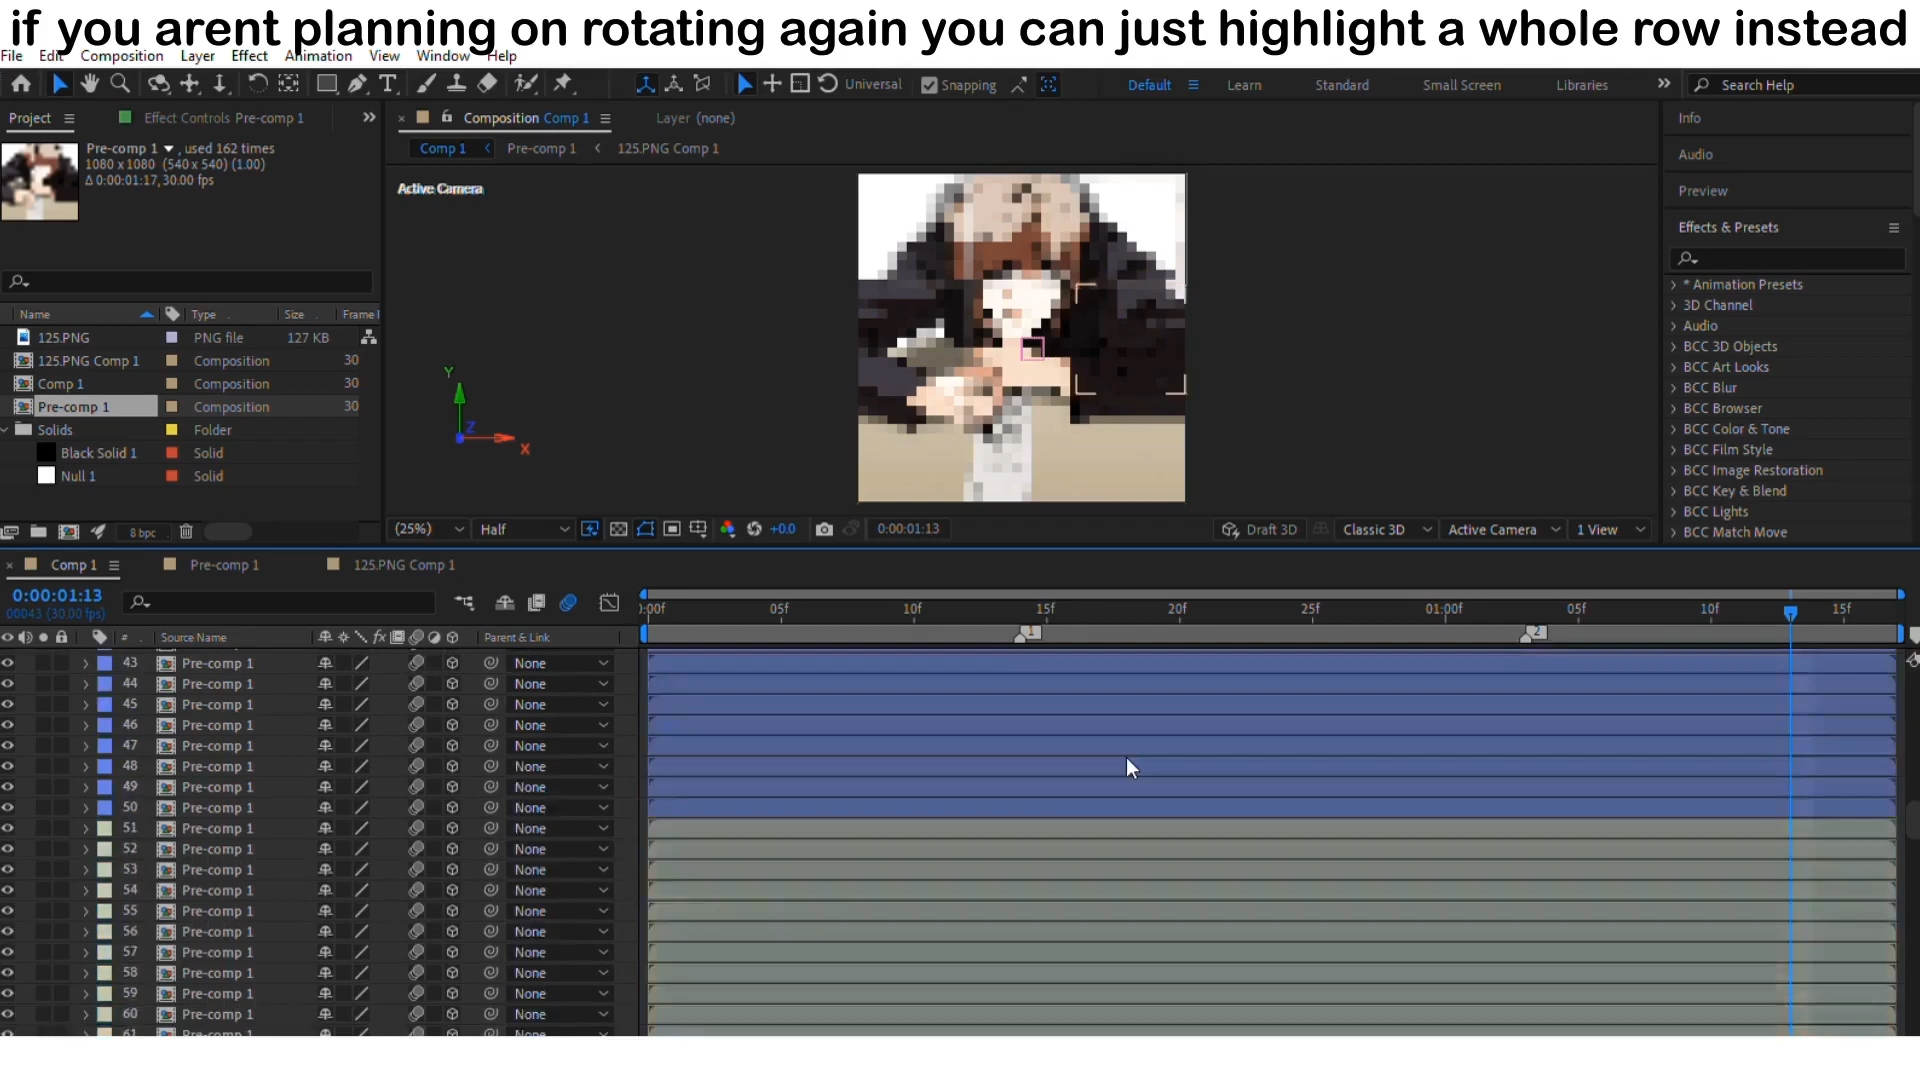 if you arent planning on rotating again you can just highlight a whole row instead
File Edit Composition Layer Effect Animation View Window Help
Universal Snapping Default Learn Standard Small Screen Libraries Search Help
Project Effect Controls Pre-comp 1
Composition Comp 1 Layer (none)
Info
Pre-comp 1 , used 162 times
1080 x 1080 (540 x 540) (1.00)
Δ 0:00:01:17, 30.00 fps
Comp 1 Pre-comp 1 125.PNG Comp 1
Active Camera
Audio
Preview
Effects & Presets
Name Type Size Frame
125.PNG PNG file 127 KB
125.PNG Comp 1 Composition 30
Comp 1 Composition 30
Pre-comp 1 Composition 30
Solids Folder
Black Solid 1 Solid
Null 1 Solid
8 bpc
Y
Z
X
* Animation Presets
3D Channel
Audio
BCC 3D Objects
BCC Art Looks
BCC Blur
BCC Browser
BCC Color & Tone
BCC Film Style
BCC Image Restoration
BCC Key & Blend
BCC Lights
BCC Match Move
(25%) Half +0.0 0:00:01:13 Draft 3D Classic 3D Active Camera 1 View
Comp 1 Pre-comp 1 125.PNG Comp 1
0:00:01:13
00043 (30.00 fps)
:00f 05f 10f 15f 20f 25f 01:00f 05f 10f 15f
1 2
# Source Name fx Parent & Link
43 Pre-comp 1 None
44 Pre-comp 1 None
45 Pre-comp 1 None
46 Pre-comp 1 None
47 Pre-comp 1 None
48 Pre-comp 1 None
49 Pre-comp 1 None
50 Pre-comp 1 None
51 Pre-comp 1 None
52 Pre-comp 1 None
53 Pre-comp 1 None
54 Pre-comp 1 None
55 Pre-comp 1 None
56 Pre-comp 1 None
57 Pre-comp 1 None
58 Pre-comp 1 None
59 Pre-comp 1 None
60 Pre-comp 1 None
61 Pre-comp 1 None